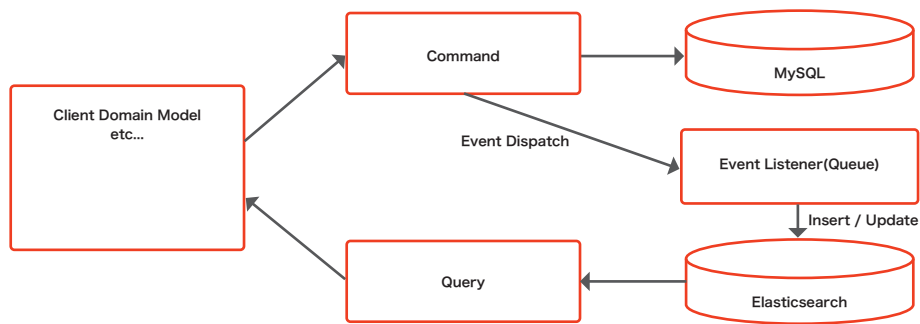 Command
MySQL
Client Domain Model
etc...
Event Dispatch
Event Listener(Queue)
Insert / Update
Query
Elasticsearch